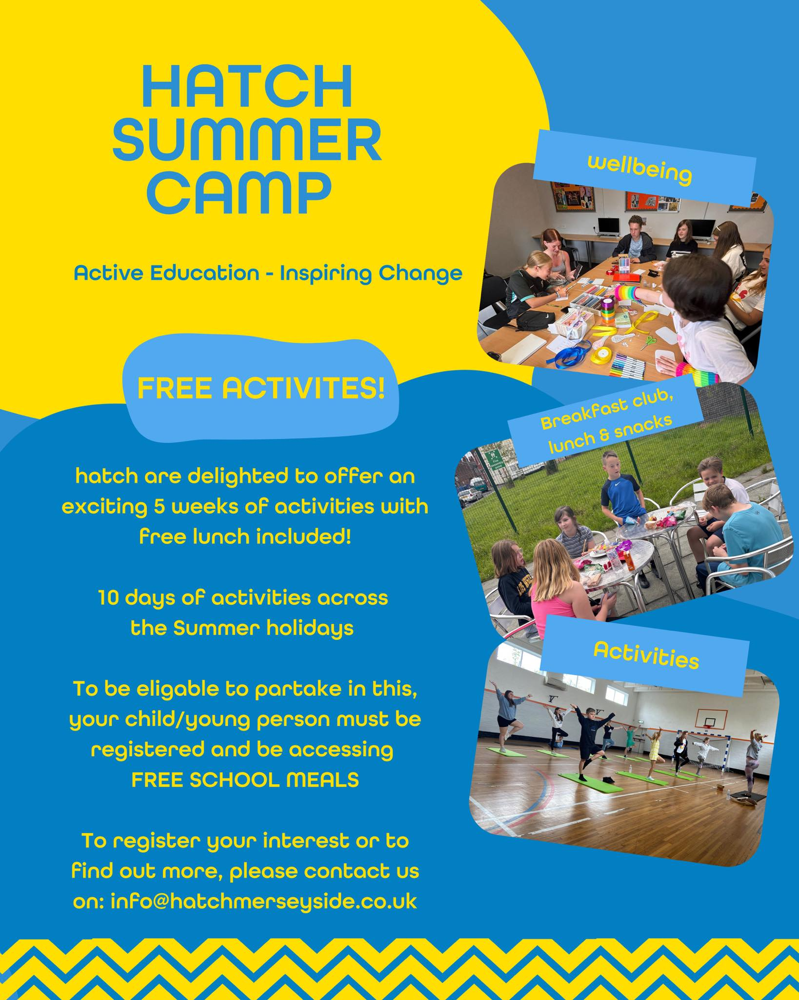 HATCH
SUMMER
CAMP
Active Education - Inspiring Change
wellbeing
FREE ACTIVITES!
Breakfast club,
lunch & snacks
hatch are delighted to offer an
exciting 5 weeks of activities with
free lunch included!
10 days of activities across
the Summer holidays
Activities
To be eligable to partake in this,
your child/young person must be
registered and be accessing
FREE SCHOOL MEALS
To register your interest or to
find out more, please contact us
on: info@hatchmerseyside.co.uk
Fire
assembly
point